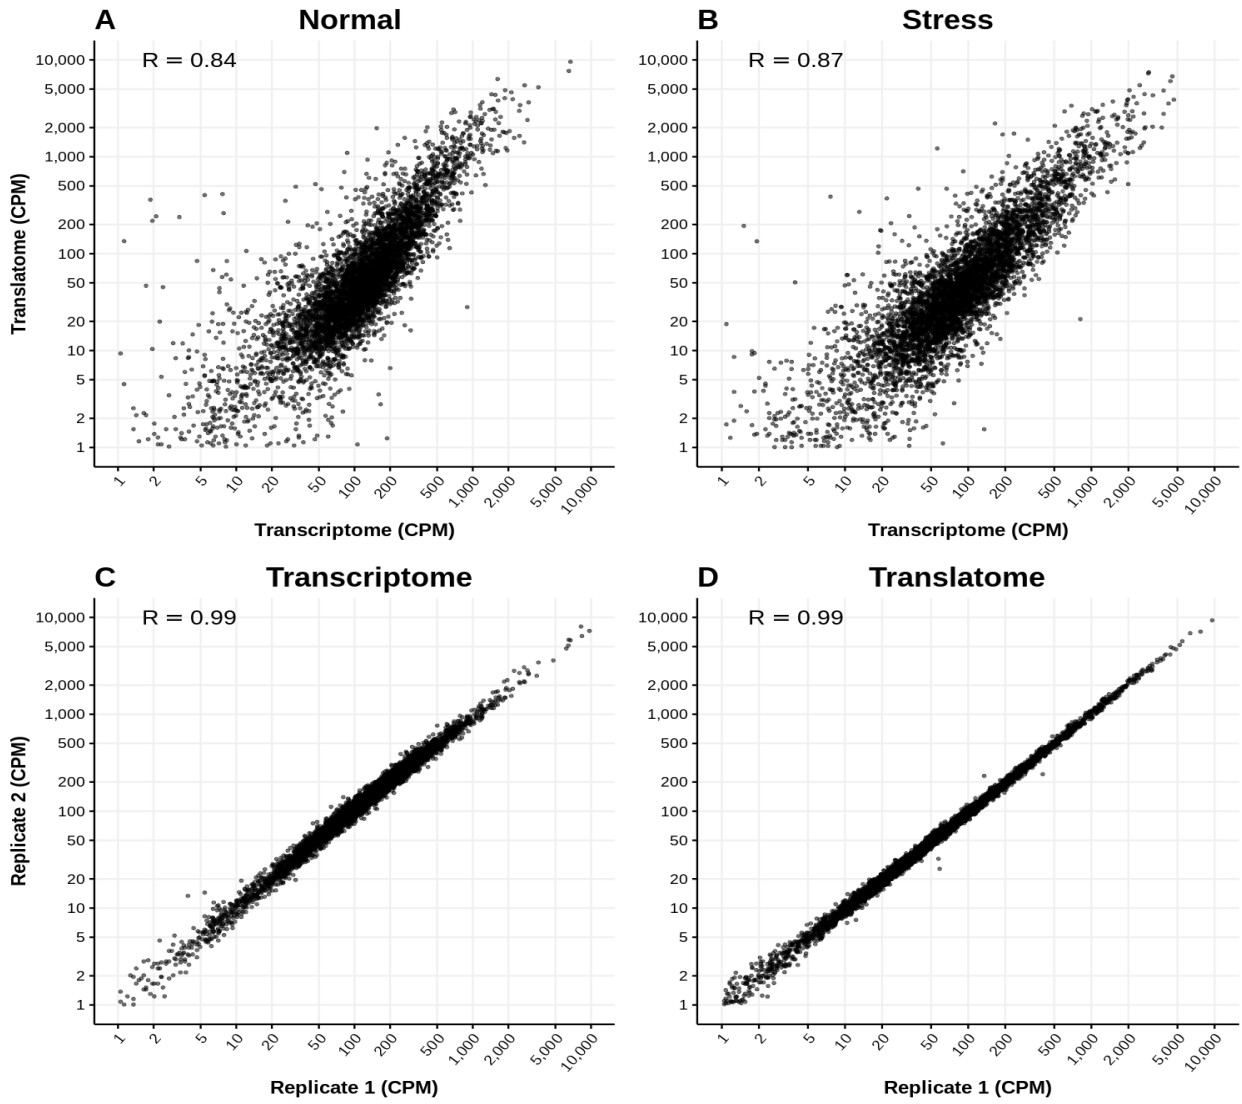 A Normal
R = 0.84
10,000
5,000
2,000
1,000
500
200
100
50
20
10
5
2
1
Translatome (CPM)
1 2 5 10 20 50 100 200 500 1,000 2,000 5,000 10,000
Transcriptome (CPM)
B Stress
R = 0.87
10,000
5,000
2,000
1,000
500
200
100
50
20
10
5
2
1
1 2 5 10 20 50 100 200 500 1,000 2,000 5,000 10,000
Transcriptome (CPM)
C Transcriptome
R = 0.99
10,000
5,000
2,000
1,000
500
200
100
50
20
10
5
2
1
Replicate 2 (CPM)
1 2 5 10 20 50 100 200 500 1,000 2,000 5,000 10,000
Replicate 1 (CPM)
D Translatome
R = 0.99
10,000
5,000
2,000
1,000
500
200
100
50
20
10
5
2
1
1 2 5 10 20 50 100 200 500 1,000 2,000 5,000 10,000
Replicate 1 (CPM)